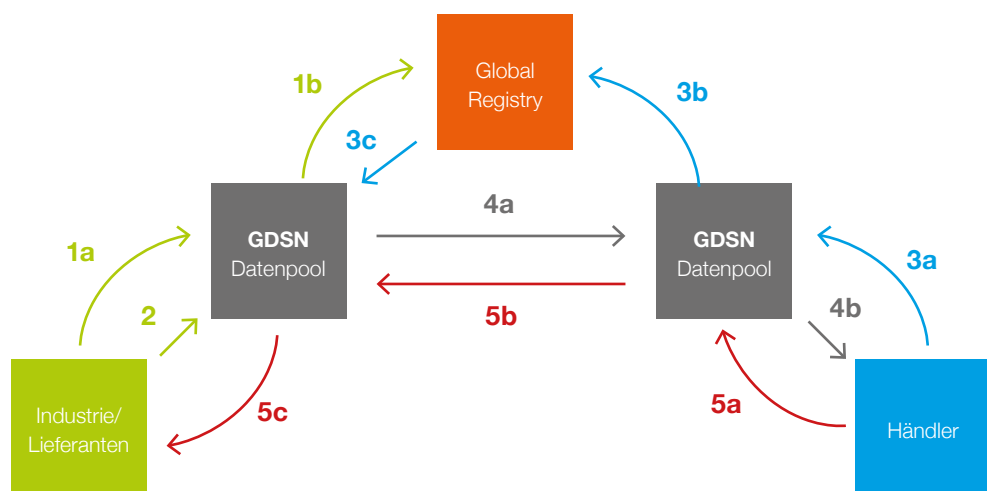 Global
Registry
1b
3b
3c
GDSN
Datenpool
4a
GDSN
Datenpool
1a
3a
2
5b
4b
Industrie/
Lieferanten
5c
5a
Händler